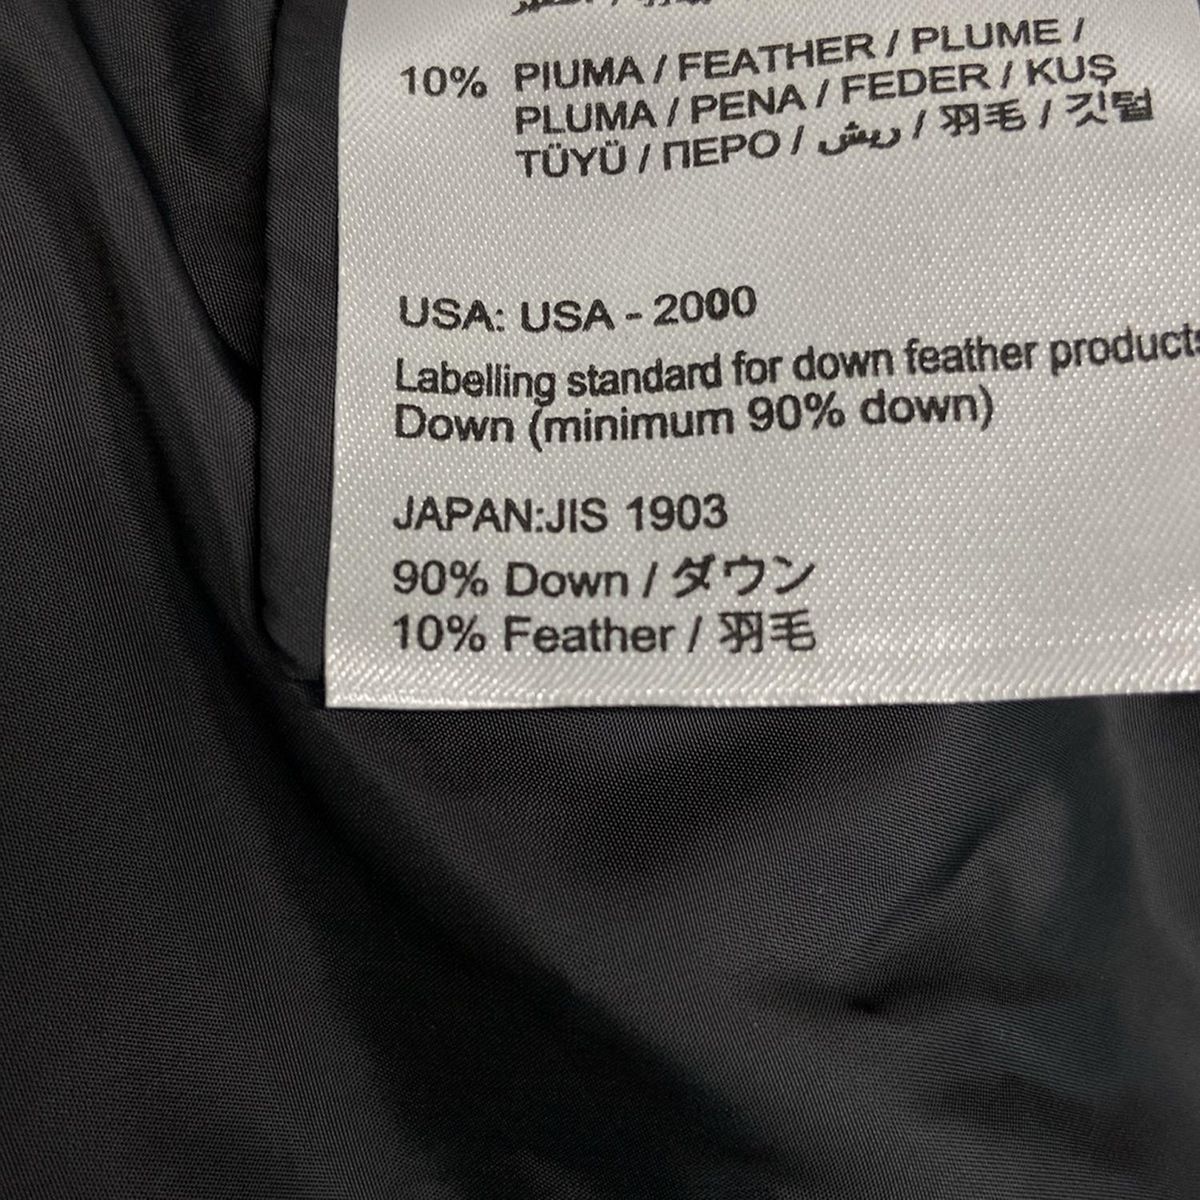 10% PIUMA / FEATHER / PLUME /
PLUMA / PENA / FEDER / KUŞ
TÜYÜ / ПЕРО / ريش / 羽毛 / 깃털
USA: USA - 2000
Labelling standard for down feather products
Down (minimum 90% down)
JAPAN:JIS 1903
90% Down / ダウン
10% Feather / 羽毛